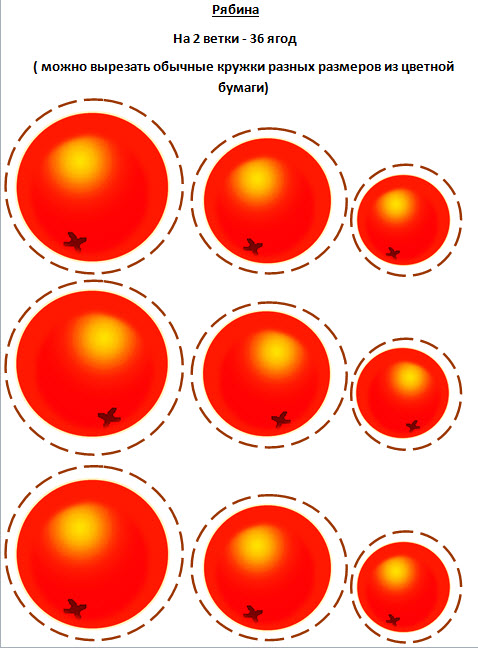 Рябина
На 2 ветки - 36 ягод
( можно вырезать обычные кружки разных размеров из цветной
бумаги)